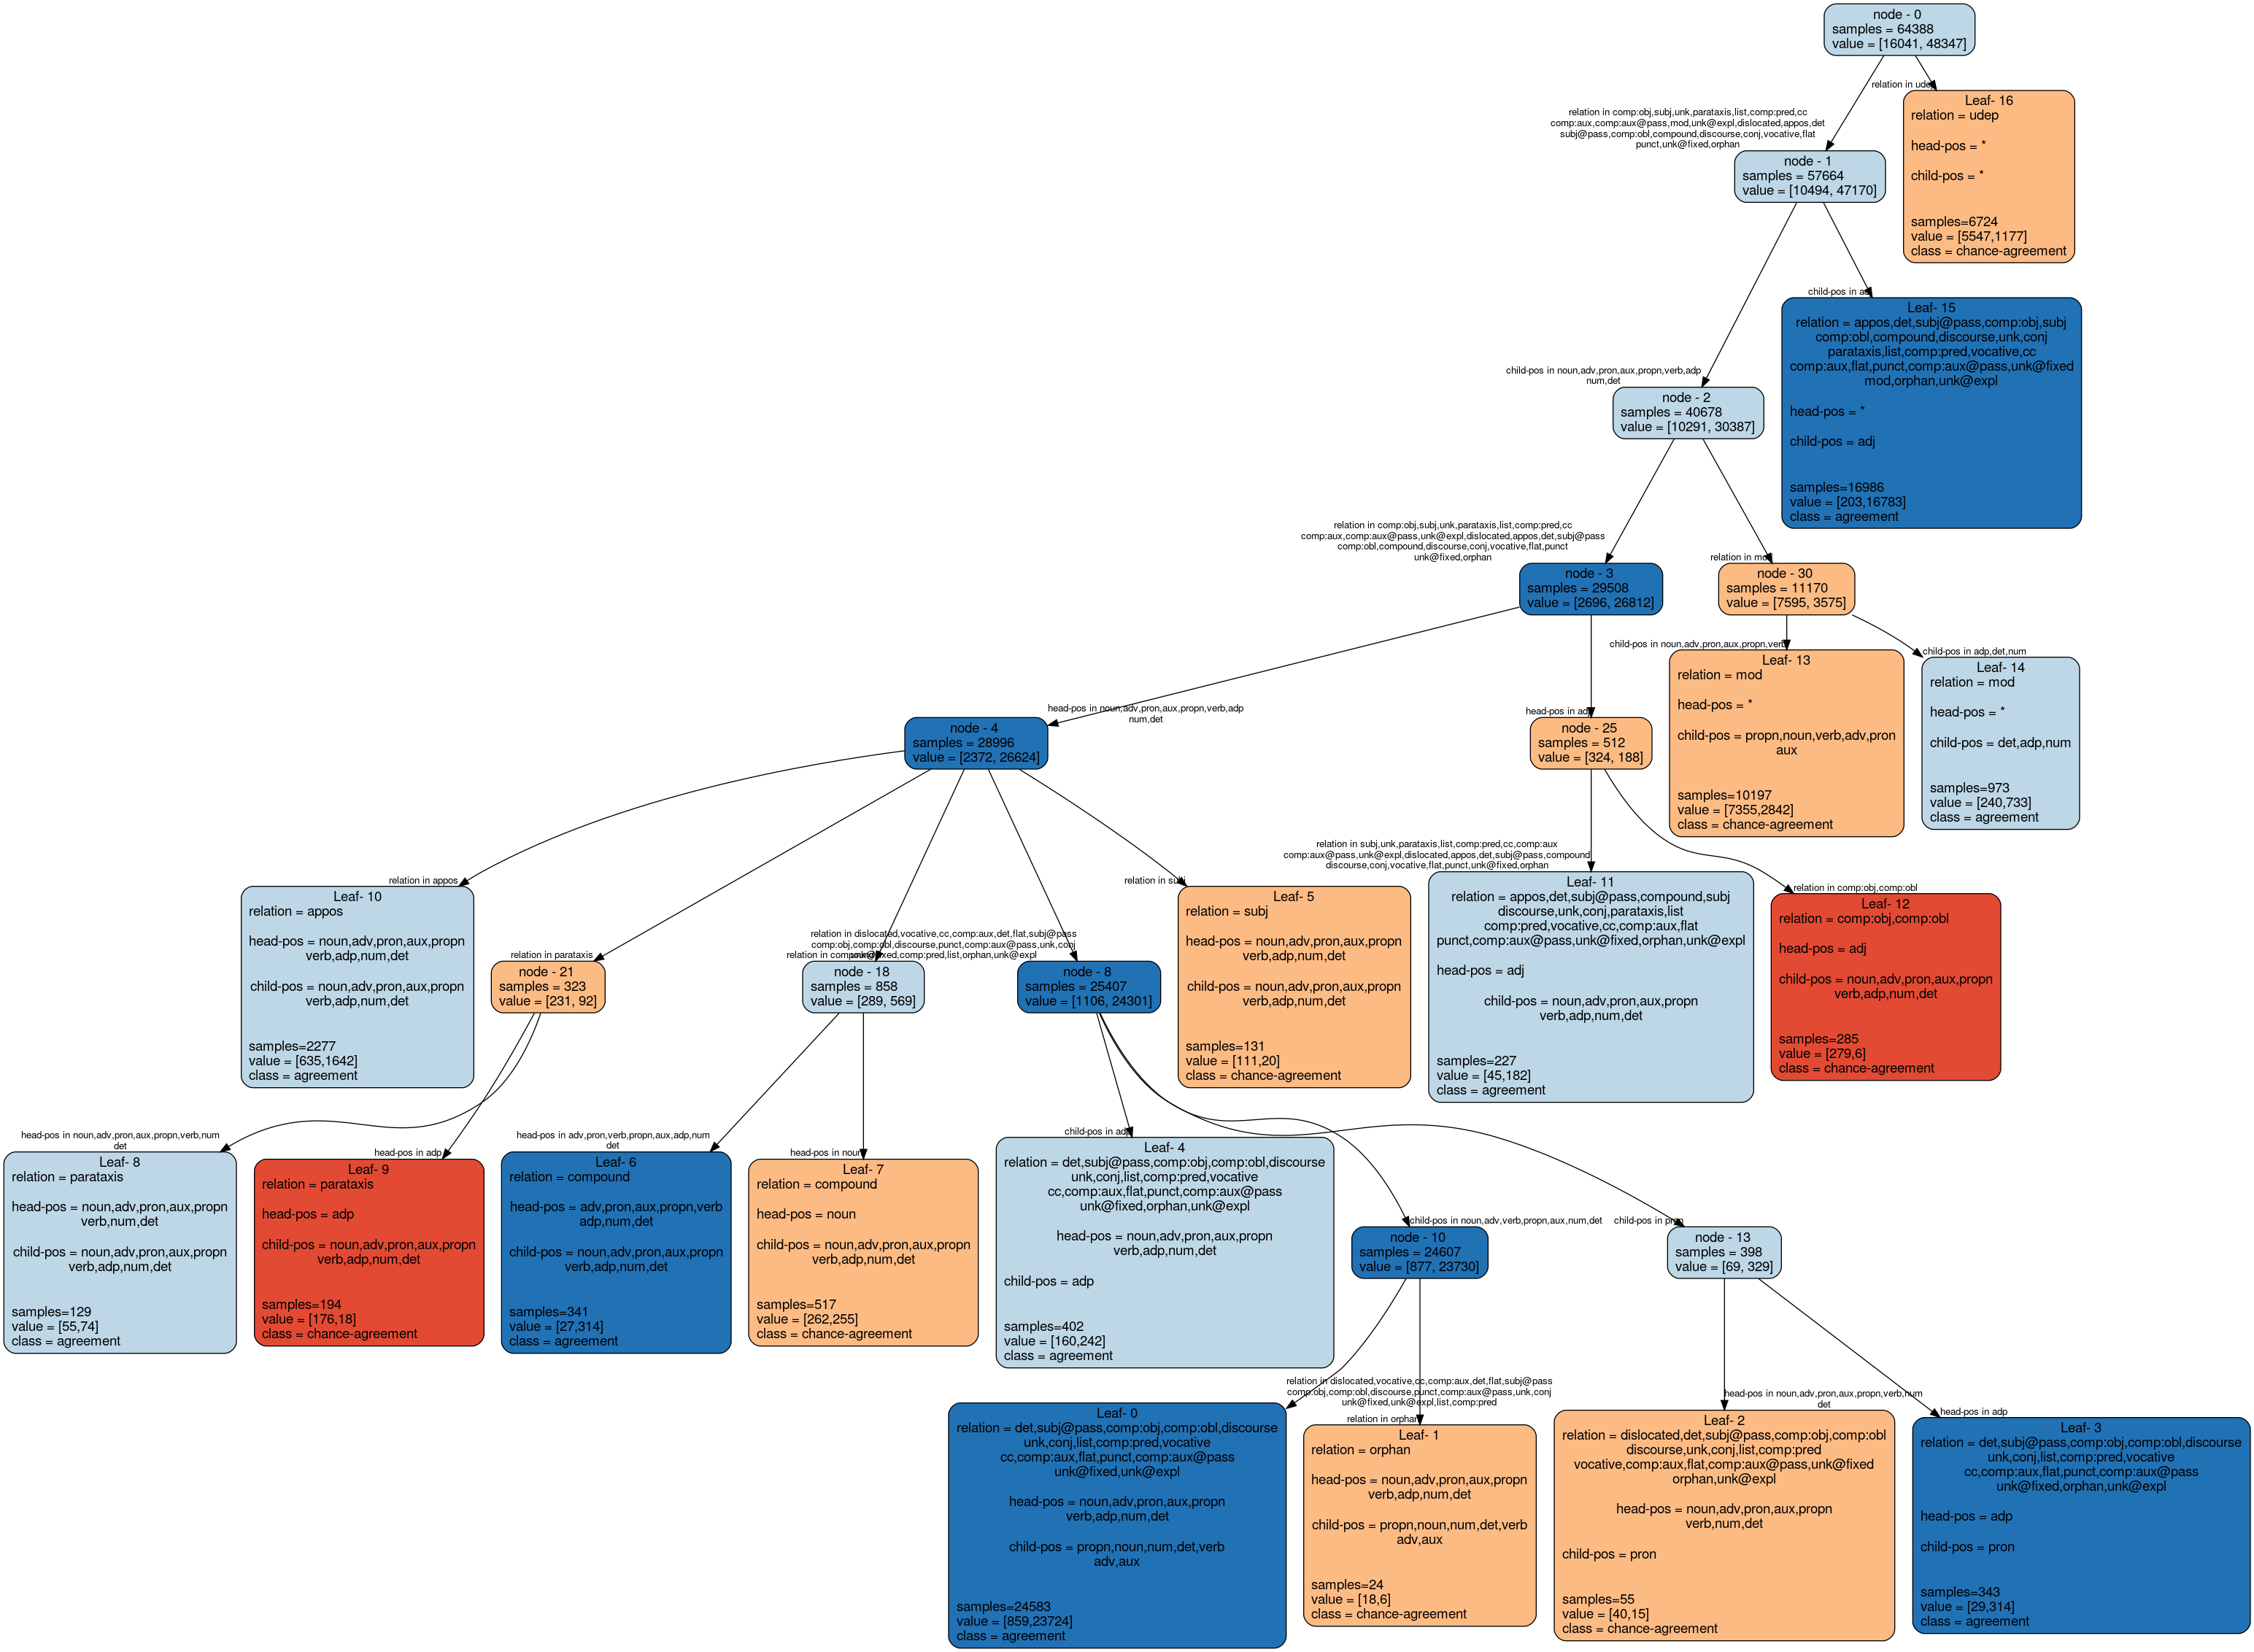 node - 0
samples = 64388
value = [16041, 48347]
relation in udep
Leaf- 16
relation = udep
head-pos = *
child-pos = *
samples=6724
value = [5547,1177]
class = chance-agreement
relation in comp:obj,subj,unk,parataxis,list,comp:pred,cc
comp:aux,comp:aux@pass,mod,unk@expl,dislocated,appos,det
subj@pass,comp:obl,compound,discourse,conj,vocative,flat
punct,unk@fixed,orphan
node - 1
samples = 57664
value = [10494, 47170]
child-pos in adj
Leaf- 15
relation = appos,det,subj@pass,comp:obj,subj
comp:obl,compound,discourse,unk,conj
parataxis,list,comp:pred,vocative,cc
comp:aux,flat,punct,comp:aux@pass,unk@fixed
mod,orphan,unk@expl
head-pos = *
child-pos = adj
samples=16986
value = [203,16783]
class = agreement
child-pos in noun,adv,pron,aux,propn,verb,adp
num,det
node - 2
samples = 40678
value = [10291, 30387]
relation in comp:obj,subj,unk,parataxis,list,comp:pred,cc
comp:aux,comp:aux@pass,unk@expl,dislocated,appos,det,subj@pass
comp:obl,compound,discourse,conj,vocative,flat,punct
unk@fixed,orphan
node - 3
samples = 29508
value = [2696, 26812]
relation in mod
node - 30
samples = 11170
value = [7595, 3575]
child-pos in noun,adv,pron,aux,propn,verb
Leaf- 13
relation = mod
head-pos = *
child-pos = propn,noun,verb,adv,pron
aux
samples=10197
value = [7355,2842]
class = chance-agreement
child-pos in adp,det,num
Leaf- 14
relation = mod
head-pos = *
child-pos = det,adp,num
samples=973
value = [240,733]
class = agreement
head-pos in noun,adv,pron,aux,propn,verb,adp
num,det
node - 4
samples = 28996
value = [2372, 26624]
head-pos in adj
node - 25
samples = 512
value = [324, 188]
relation in appos
Leaf- 10
relation = appos
head-pos = noun,adv,pron,aux,propn
verb,adp,num,det
child-pos = noun,adv,pron,aux,propn
verb,adp,num,det
samples=2277
value = [635,1642]
class = agreement
relation in parataxis
node - 21
samples = 323
value = [231, 92]
relation in compound
node - 18
samples = 858
value = [289, 569]
relation in dislocated,vocative,cc,comp:aux,det,flat,subj@pass
comp:obj,comp:obl,discourse,punct,comp:aux@pass,unk,conj
unk@fixed,comp:pred,list,orphan,unk@expl
node - 8
samples = 25407
value = [1106, 24301]
relation in subj
Leaf- 5
relation = subj
head-pos = noun,adv,pron,aux,propn
verb,adp,num,det
child-pos = noun,adv,pron,aux,propn
verb,adp,num,det
samples=131
value = [111,20]
class = chance-agreement
relation in subj,unk,parataxis,list,comp:pred,cc,comp:aux
comp:aux@pass,unk@expl,dislocated,appos,det,subj@pass,compound
discourse,conj,vocative,flat,punct,unk@fixed,orphan
Leaf- 11
relation = appos,det,subj@pass,compound,subj
discourse,unk,conj,parataxis,list
comp:pred,vocative,cc,comp:aux,flat
punct,comp:aux@pass,unk@fixed,orphan,unk@expl
head-pos = adj
child-pos = noun,adv,pron,aux,propn
verb,adp,num,det
samples=227
value = [45,182]
class = agreement
relation in comp:obj,comp:obl
Leaf- 12
relation = comp:obj,comp:obl
head-pos = adj
child-pos = noun,adv,pron,aux,propn
verb,adp,num,det
samples=285
value = [279,6]
class = chance-agreement
head-pos in noun,adv,pron,aux,propn,verb,num
det
Leaf- 8
relation = parataxis
head-pos = noun,adv,pron,aux,propn
verb,num,det
child-pos = noun,adv,pron,aux,propn
verb,adp,num,det
samples=129
value = [55,74]
class = agreement
head-pos in adp
Leaf- 9
relation = parataxis
head-pos = adp
child-pos = noun,adv,pron,aux,propn
verb,adp,num,det
samples=194
value = [176,18]
class = chance-agreement
head-pos in adv,pron,verb,propn,aux,adp,num
det
Leaf- 6
relation = compound
head-pos = adv,pron,aux,propn,verb
adp,num,det
child-pos = noun,adv,pron,aux,propn
verb,adp,num,det
samples=341
value = [27,314]
class = agreement
head-pos in noun
Leaf- 7
relation = compound
head-pos = noun
child-pos = noun,adv,pron,aux,propn
verb,adp,num,det
samples=517
value = [262,255]
class = chance-agreement
child-pos in adp
Leaf- 4
relation = det,subj@pass,comp:obj,comp:obl,discourse
unk,conj,list,comp:pred,vocative
cc,comp:aux,flat,punct,comp:aux@pass
unk@fixed,orphan,unk@expl
head-pos = noun,adv,pron,aux,propn
verb,adp,num,det
child-pos = adp
samples=402
value = [160,242]
class = agreement
child-pos in noun,adv,verb,propn,aux,num,det
node - 10
samples = 24607
value = [877, 23730]
child-pos in pron
node - 13
samples = 398
value = [69, 329]
relation in dislocated,vocative,cc,comp:aux,det,flat,subj@pass
comp:obj,comp:obl,discourse,punct,comp:aux@pass,unk,conj
unk@fixed,unk@expl,list,comp:pred
Leaf- 0
relation = det,subj@pass,comp:obj,comp:obl,discourse
unk,conj,list,comp:pred,vocative
cc,comp:aux,flat,punct,comp:aux@pass
unk@fixed,unk@expl
head-pos = noun,adv,pron,aux,propn
verb,adp,num,det
child-pos = propn,noun,num,det,verb
adv,aux
samples=24583
value = [859,23724]
class = agreement
relation in orphan
Leaf- 1
relation = orphan
head-pos = noun,adv,pron,aux,propn
verb,adp,num,det
child-pos = propn,noun,num,det,verb
adv,aux
samples=24
value = [18,6]
class = chance-agreement
head-pos in noun,adv,pron,aux,propn,verb,num
det
Leaf- 2
relation = dislocated,det,subj@pass,comp:obj,comp:obl
discourse,unk,conj,list,comp:pred
vocative,comp:aux,flat,comp:aux@pass,unk@fixed
orphan,unk@expl
head-pos = noun,adv,pron,aux,propn
verb,num,det
child-pos = pron
samples=55
value = [40,15]
class = chance-agreement
head-pos in adp
Leaf- 3
relation = det,subj@pass,comp:obj,comp:obl,discourse
unk,conj,list,comp:pred,vocative
cc,comp:aux,flat,punct,comp:aux@pass
unk@fixed,orphan,unk@expl
head-pos = adp
child-pos = pron
samples=343
value = [29,314]
class = agreement